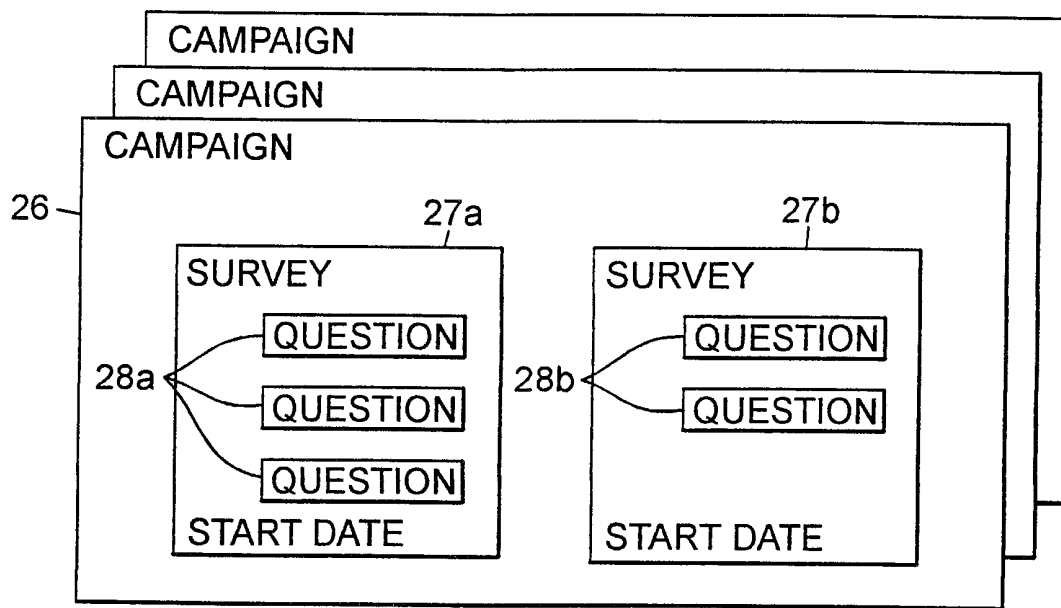 CAMPAIGN
CAMPAIGN
CAMPAIGN
26
27a
27b
SURVEY
QUESTION
28a
QUESTION
QUESTION
START DATE
SURVEY
QUESTION
28b
QUESTION
START DATE